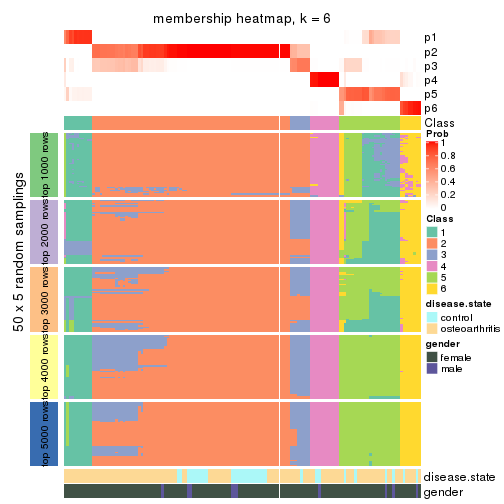 membership heatmap, k = 6
p1
p2
p3
p4
p5
p6
Class
50 x 5 random samplings
top 1000 rows
top 2000 rows
top 3000 rows
top 4000 rows
top 5000 rows
Prob
1
0.8
0.6
0.4
0.2
0
Class
1
2
3
4
5
6
disease.state
control
osteoarthritis
gender
female
male
disease.state
gender